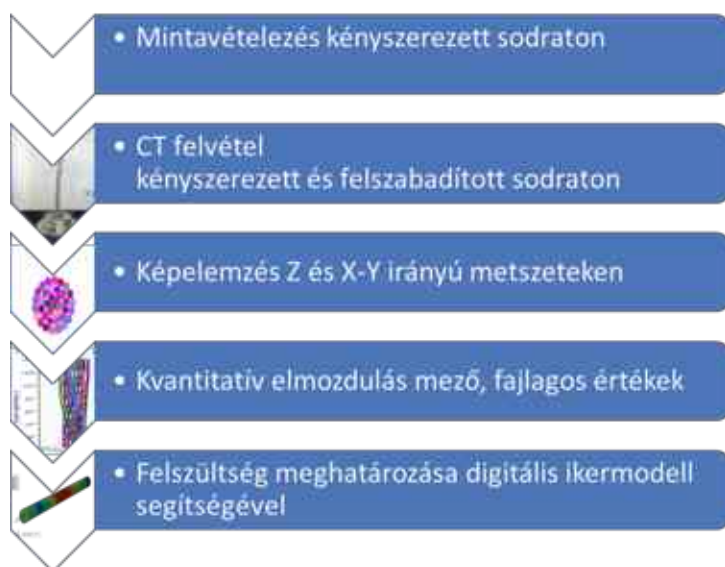 • Mintavételezés kényszerezett sodraton
• CT felvétel
kényszerezett és felszabadított sodraton
• Képelemzés Z és X-Y irányú metszeteken
• Kvantitatív elmozdulás mező, fajlagos értékek
• Felszültség meghatározása digitális ikermodell
segítségével